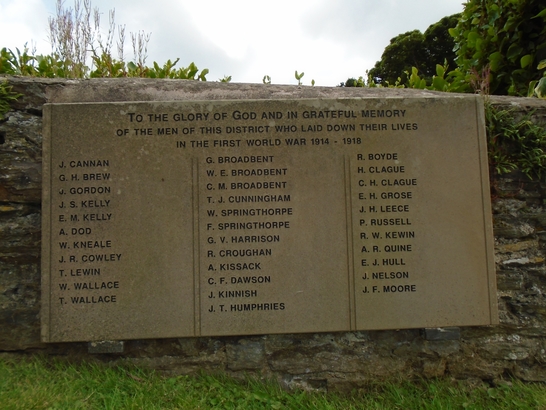 TO THE GLORY OF GOD AND IN GRATEFUL MEMORY
OF THE MEN OF THIS DISTRICT WHO LAID DOWN THEIR LIVES
IN THE FIRST WORLD WAR 1914 - 1918
J. CANNAN
G. H. BREW
J. GORDON
J. S. KELLY
E. M. KELLY
A. DOD
W. KNEALE
J. R. COWLEY
T. LEWIN
W. WALLACE
T. WALLACE
G. BROADBENT
W. E. BROADBENT
C. M. BROADBENT
T. J. CUNNINGHAM
W. SPRINGTHORPE
F. SPRINGTHORPE
G. V. HARRISON
R. CROUGHAN
A. KISSACK
C. F. DAWSON
J. KINNISH
J. T. HUMPHRIES
R. BOYDE
H. CLAGUE
C. H. CLAGUE
E. H. GROSE
J. H. LEECE
P. RUSSELL
R. W. KEWIN
A. R. QUINE
E. J. HULL
J. NELSON
J. F. MOORE